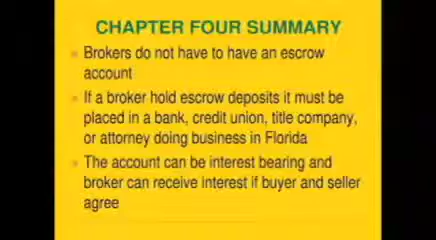 CHAPTER FOUR SUMMARY
Brokers do not have to have an escrow
account
If a broker hold escrow deposits it must be
placed in a bank, credit union, title company,
or attorney doing business in Florida
The account can be interest bearing and
broker can receive interest if buyer and seller
agree